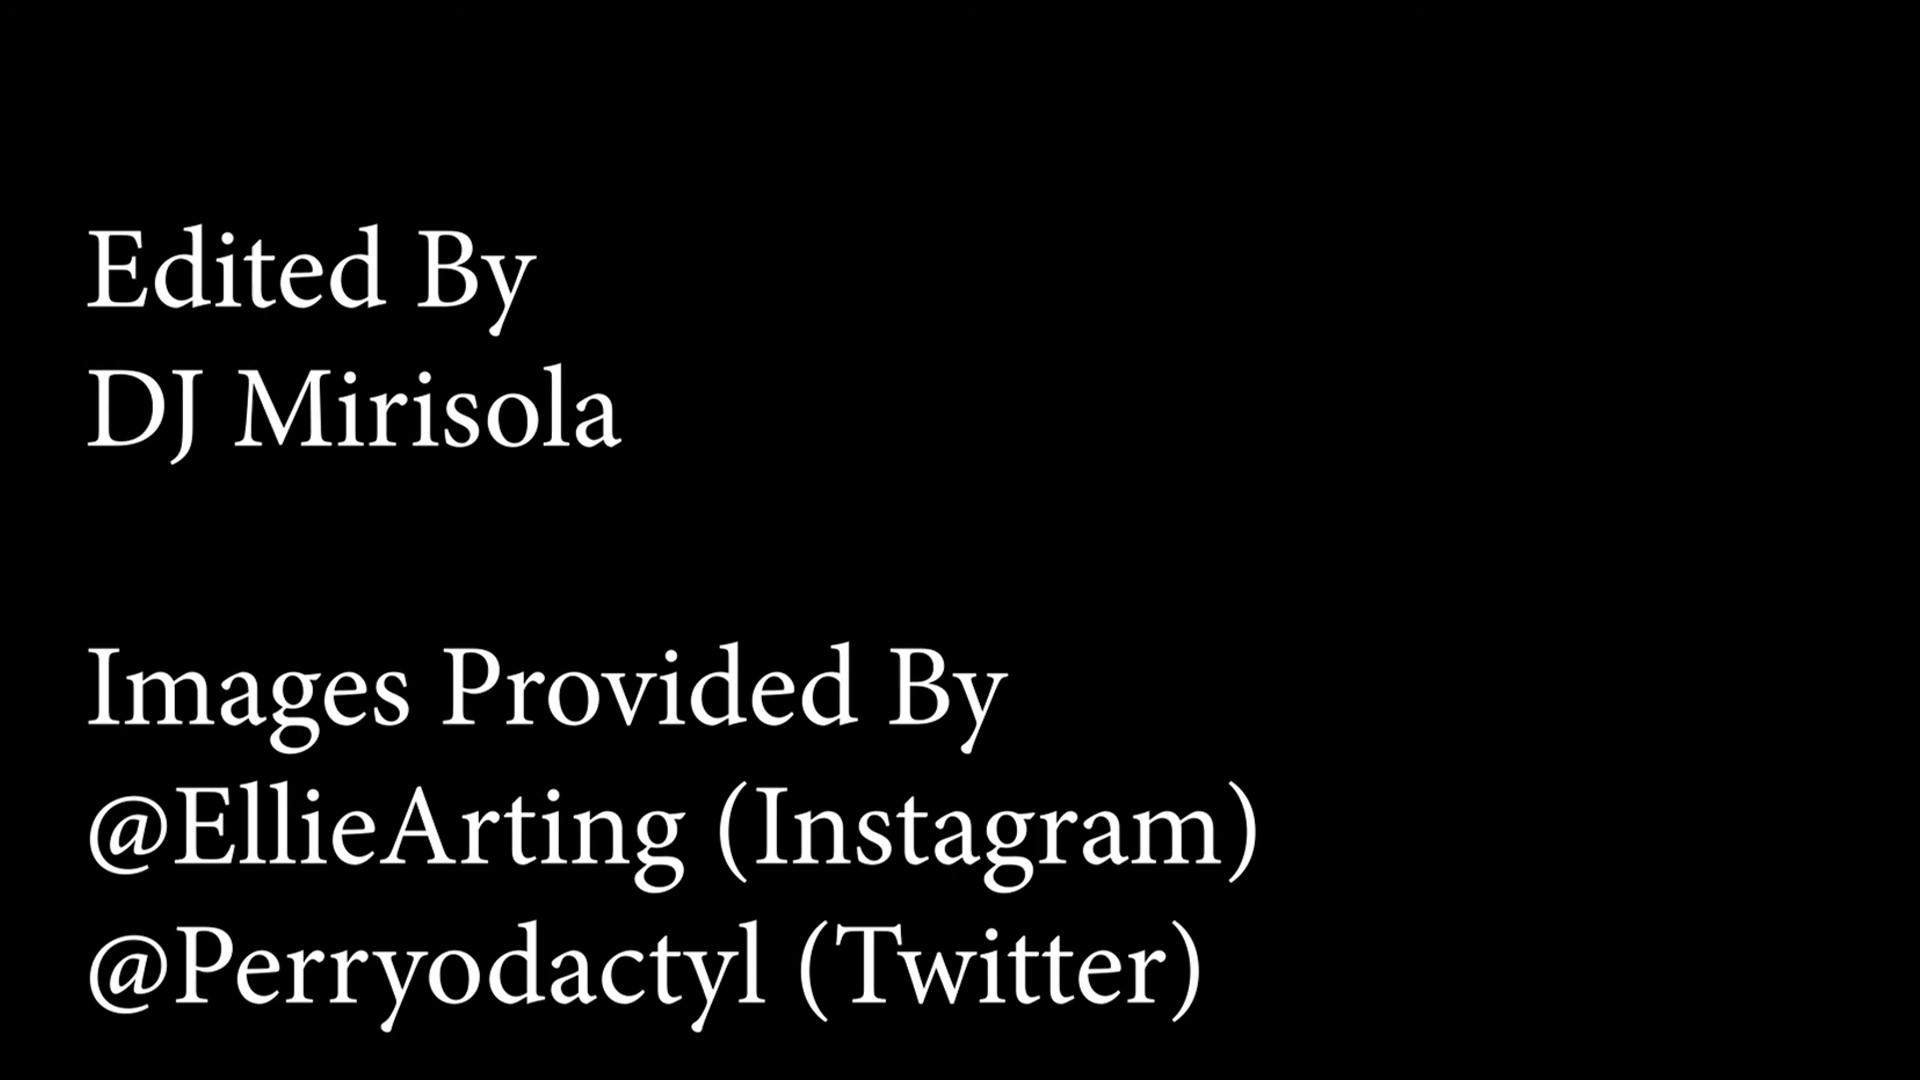 Edited By
DJ Mirisola
Images Provided By
@EllieArting (Instagram)
@Perryodactyl (Twitter)